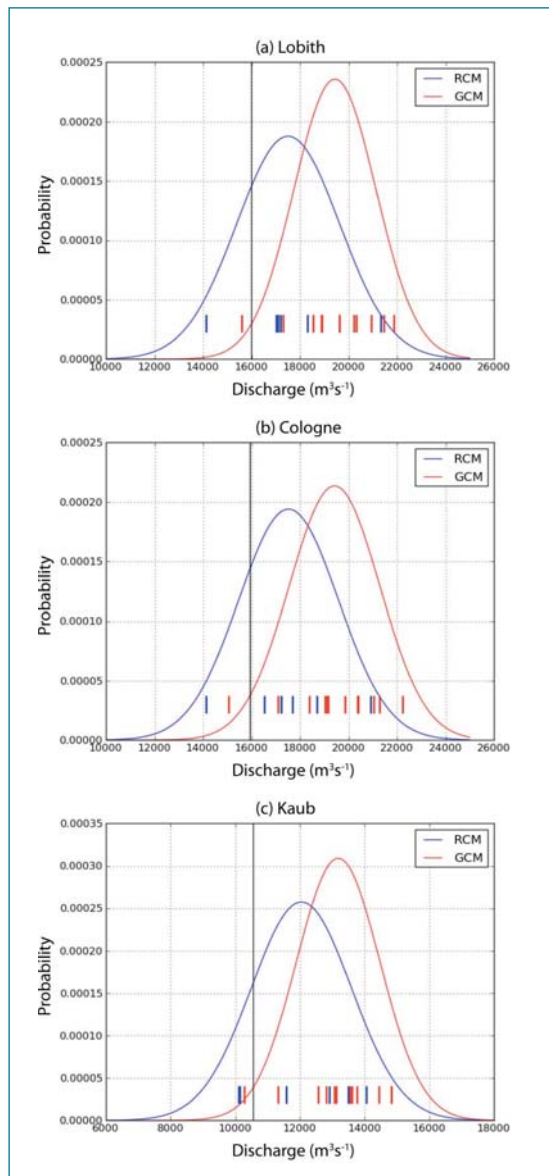 (a) Lobith
0.00025
0.00020
0.00015
0.00010
0.00005
0.00000
Probability
RCM
GCM
10000 12000 14000 16000 18000 20000 22000 24000 26000
Discharge (m³s⁻¹)
(b) Cologne
0.00025
0.00020
0.00015
0.00010
0.00005
0.00000
Probability
RCM
GCM
10000 12000 14000 16000 18000 20000 22000 24000 26000
Discharge (m³s⁻¹)
(c) Kaub
0.00035
0.00030
0.00025
0.00020
0.00015
0.00010
0.00005
0.00000
Probability
RCM
GCM
6000 8000 10000 12000 14000 16000 18000
Discharge (m³s⁻¹)